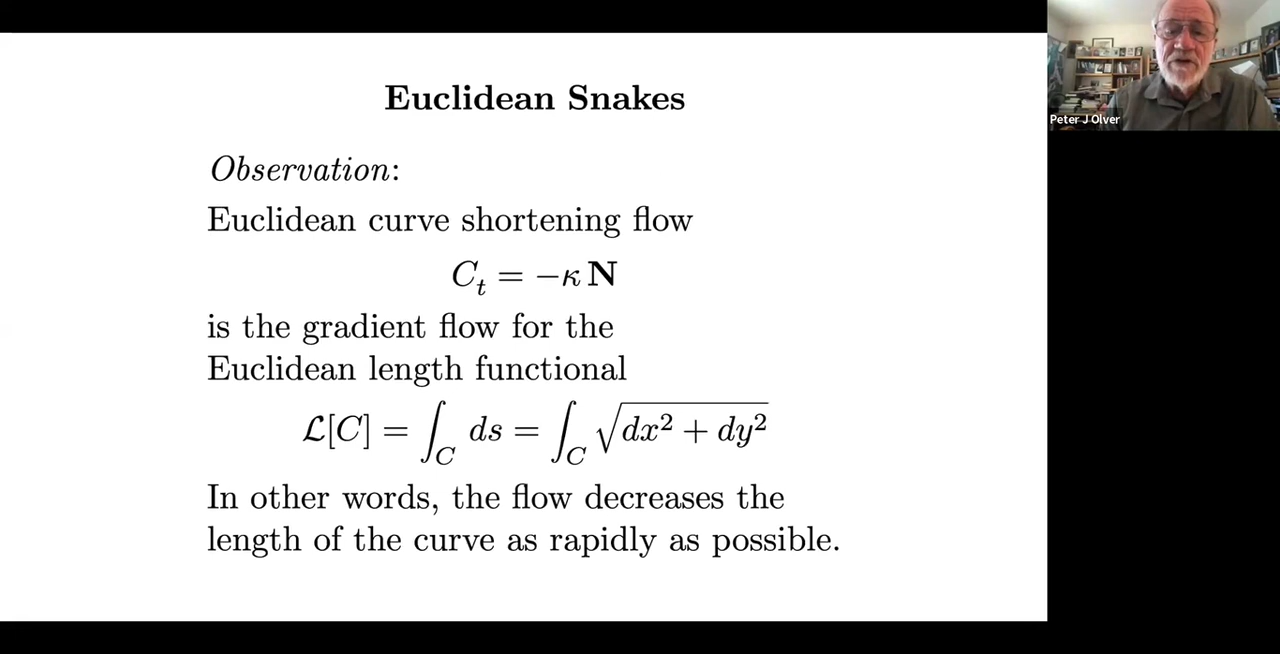 Euclidean Snakes
Observation:
Euclidean curve shortening flow
C_t = −κ N
is the gradient flow for the
Euclidean length functional
ℒ[C] = ∫_C ds = ∫_C √(dx² + dy²)
In other words, the flow decreases the
length of the curve as rapidly as possible.
Peter J Olver